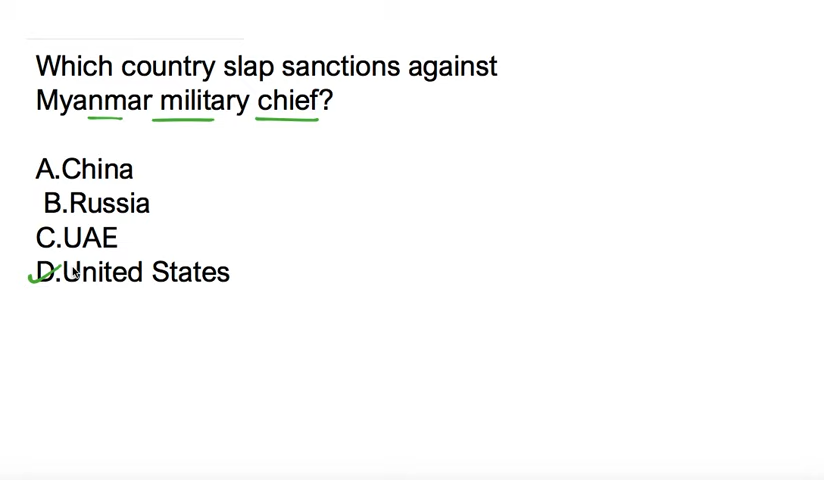 Which country slap sanctions against
Myanmar military chief?
A.China
B.Russia
C.UAE
D.United States